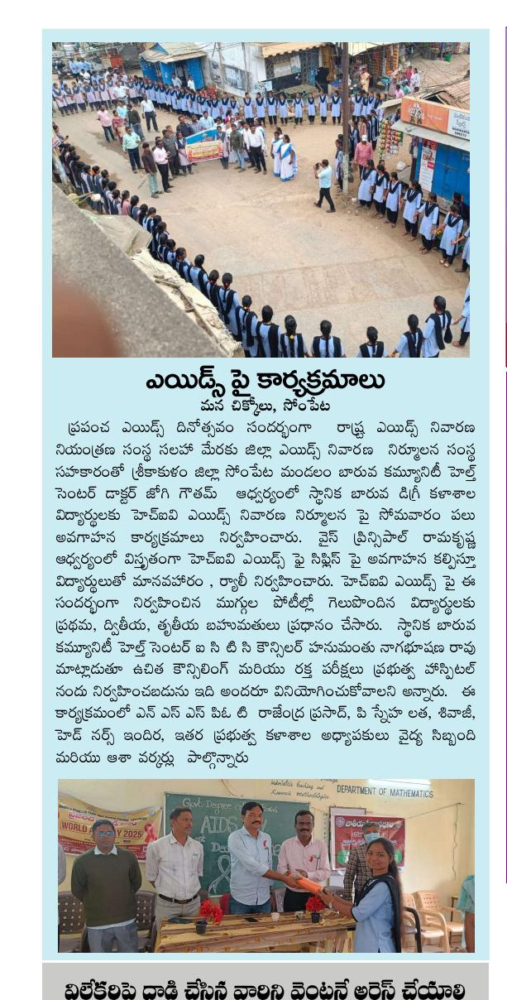 ఎయిడ్స్ పై కార్యక్రమాలు
మన చిక్కోలు, సోంపేట
ప్రపంచ ఎయిడ్స్ దినోత్సవం సందర్భంగా రాష్ట్ర ఎయిడ్స్ నివారణ
నియంత్రణ సంస్థ సలహా మేరకు జిల్లా ఎయిడ్స్ నివారణ నిర్మూలన సంస్థ
సహకారంతో శ్రీకాకుళం జిల్లా సోంపేట మండలం బారువ కమ్యూనిటీ హెల్త్
సెంటర్ డాక్టర్ జోగి గౌతమ్ ఆధ్వర్యంలో స్థానిక బారువ డిగ్రీ కళాశాల
విద్యార్థులకు హెచ్ఐవి ఎయిడ్స్ నివారణ నిర్మూలన పై సోమవారం పలు
అవగాహన కార్యక్రమాలు నిర్వహించారు. వైస్ ప్రిన్సిపాల్ రామకృష్ణ
ఆధ్వర్యంలో విస్తృతంగా హెచ్ఐవి ఎయిడ్స్ ఫై సిఫ్లిస్ పై అవగాహన కల్పిస్తూ
విద్యార్థులుతో మానవహారం , ర్యాలీ నిర్వహించారు. హెచ్ఐవి ఎయిడ్స్ పై ఈ
సందర్భంగా నిర్వహించిన ముగ్గుల పోటీల్లో గెలుపొందిన విద్యార్థులకు
ప్రథమ, ద్వితీయ, తృతీయ బహుమతులు ప్రధానం చేసారు. స్థానిక బారువ
కమ్యూనిటీ హెల్త్ సెంటర్ ఐ సి టి సి కౌన్సిలర్ హనుమంతు నాగభూషణ రావు
మాట్లాడుతూ ఉచిత కౌన్సిలింగ్ మరియు రక్త పరీక్షలు ప్రభుత్వ హాస్పిటల్
నందు నిర్వహించబడును ఇది అందరూ వినియోగించుకోవాలని అన్నారు. ఈ
కార్యక్రమంలో ఎన్ ఎస్ ఎస్ పిఓ టి రాజేంద్ర ప్రసాద్, పి స్నేహ లత, శివాజీ,
హెడ్ నర్స్ ఇందిర, ఇతర ప్రభుత్వ కళాశాల అధ్యాపకులు వైద్య సిబ్బంది
మరియు ఆశా వర్కర్లు పాల్గొన్నారు
Research methodologies.
DEPARTMENT OF MATHEMATICS
Govt. Degree
AIDS
WORLD 2025
విలేకరిపై దాడి చేసిన వారిని వెంటనే అరెస్ట్ చేయాలి